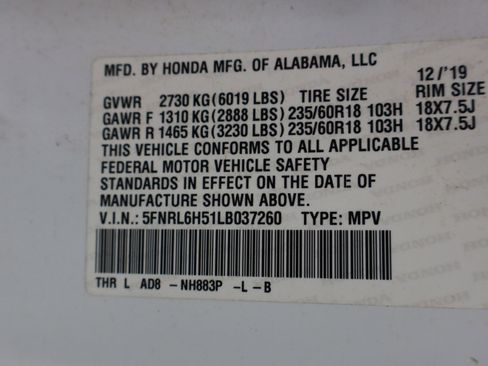 MFD. BY HONDA MFG. OF ALABAMA, LLC
12/'19
GVWR 2730 KG(6019 LBS) TIRE SIZE RIM SIZE
GAWR F 1310 KG(2888 LBS)235/60R18 103H 18X7.5J
GAWR R 1465 KG(3230 LBS)235/60R18 103H 18X7.5J
THIS VEHICLE CONFORMS TO ALL APPLICABLE
FEDERAL MOTOR VEHICLE SAFETY
STANDARDS IN EFFECT ON THE DATE OF
MANUFACTURE SHOWN ABOVE.
V.I.N.: 5FNRL6H51LB037260 TYPE: MPV
THR L AD8 -NH883P -L-B